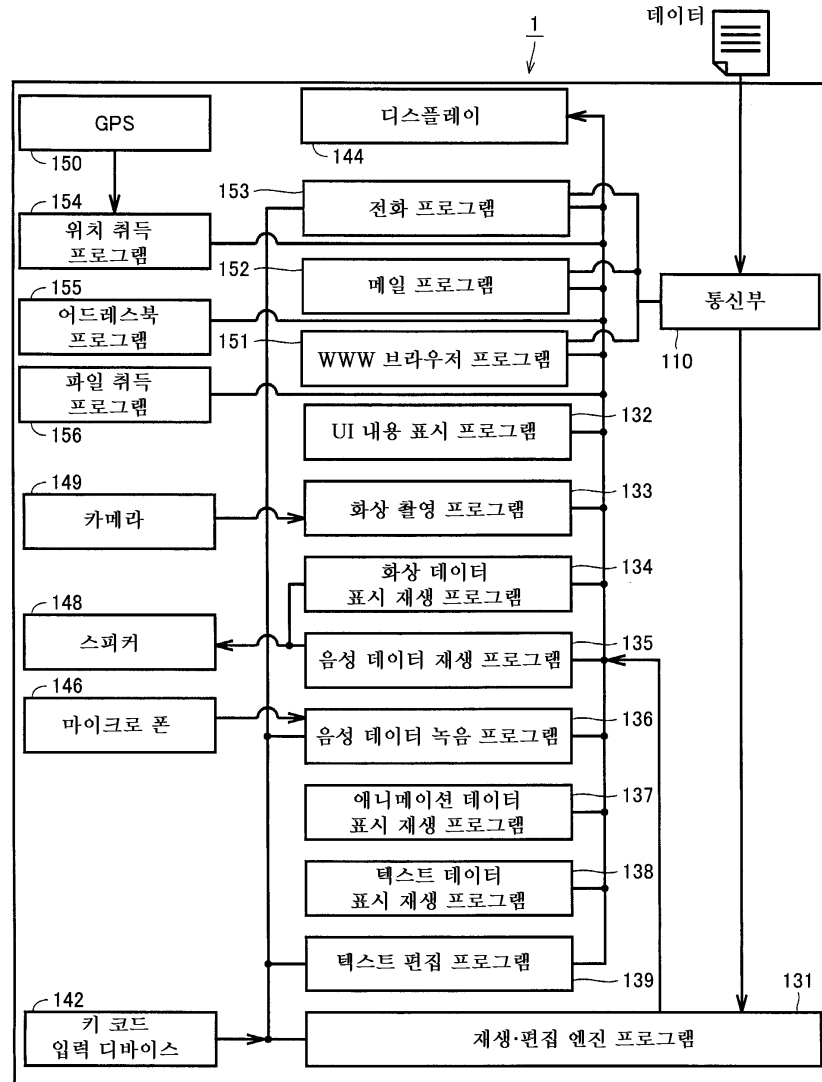 1
데이터
GPS
150
디스플레이
144
154
위치 취득
프로그램
153
전화 프로그램
152
메일 프로그램
155
어드레스북
프로그램
151
WWW 브라우저 프로그램
통신부
110
파일 취득
프로그램
156
UI 내용 표시 프로그램
132
149
카메라
화상 촬영 프로그램
133
화상 데이터
표시 재생 프로그램
134
148
스피커
음성 데이터 재생 프로그램
135
146
마이크로 폰
음성 데이터 녹음 프로그램
136
애니메이션 데이터
표시 재생 프로그램
137
텍스트 데이터
표시 재생 프로그램
138
텍스트 편집 프로그램
139
142
키 코드
입력 디바이스
131
재생·편집 엔진 프로그램